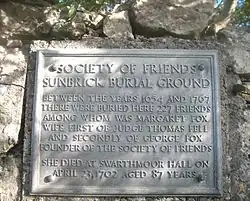 SOCIETY OF FRIENDS
SUNBRICK BURIAL GROUND
BETWEEN THE YEARS 1654 AND 1767
THERE WERE BURIED HERE 227 FRIENDS
AMONG WHOM WAS MARGARET FOX
WIFE FIRST OF JUDGE THOMAS FELL
AND SECONDLY OF GEORGE FOX
FOUNDER OF THE SOCIETY OF FRIENDS
SHE DIED AT SWARTHMOUR HALL ON
APRIL 23, 1702 AGED 87 YEARS